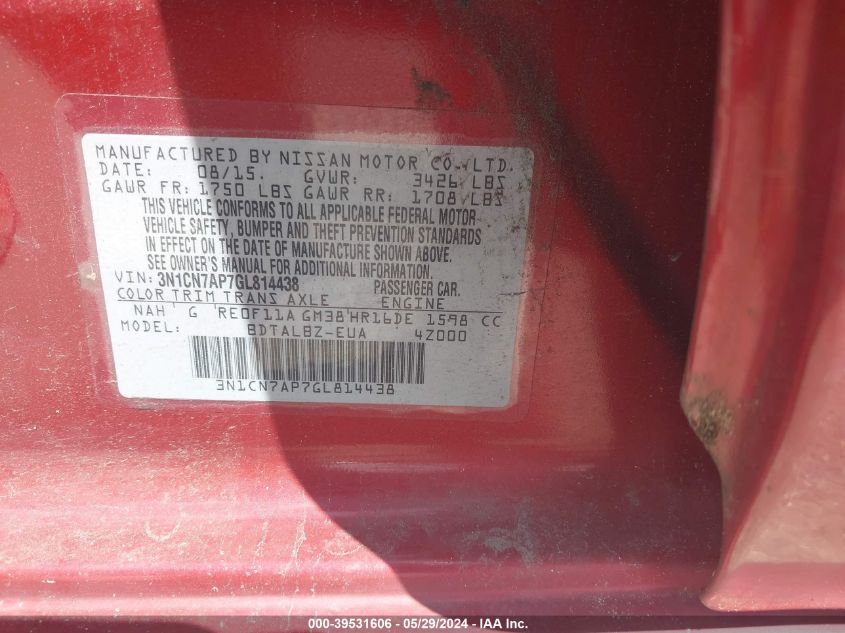 MANUFACTURED BY NISSAN MOTOR CO., LTD.
DATE: 08/15. GVWR: 3426 LBS
GAWR FR: 1750 LBS GAWR RR: 1708 LBS
THIS VEHICLE CONFORMS TO ALL APPLICABLE FEDERAL MOTOR
VEHICLE SAFETY, BUMPER AND THEFT PREVENTION STANDARDS
IN EFFECT ON THE DATE OF MANUFACTURE SHOWN ABOVE.
SEE OWNER'S MANUAL FOR ADDITIONAL INFORMATION.
VIN: 3N1CN7AP7GL814438 PASSENGER CAR.
COLOR TRIM TRANS AXLE ENGINE
NAH G RE0F11A GM38 HR16DE 1598 CC
MODEL: BDTALBZ-EUA 4Z000
3N1CN7AP7GL814438
000-39531606 - 05/29/2024 - IAA Inc.